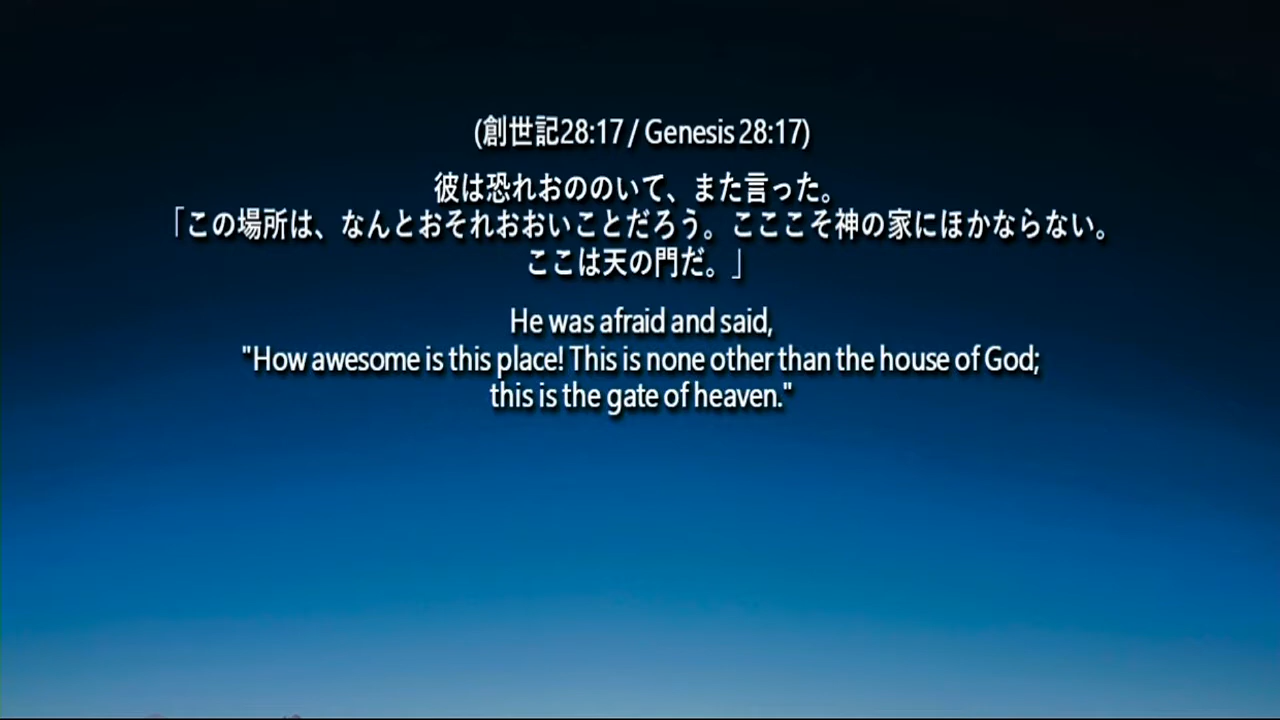 (創世記28:17 / Genesis 28:17)
彼は恐れおののいて、また言った。
「この場所は、なんとおそれおおいことだろう。こここそ神の家にほかならない。
ここは天の門だ。」
He was afraid and said,
"How awesome is this place! This is none other than the house of God;
this is the gate of heaven."